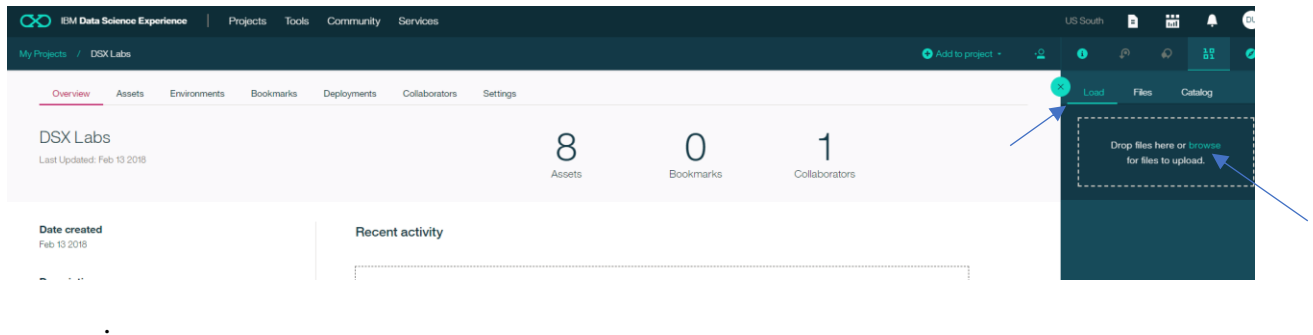 IBM Data Science Experience Projects Tools Community Services US South
My Projects / DSX Labs Add to project
Overview Assets Environments Bookmarks Deployments Collaborators Settings
Load Files Catalog
DSX Labs
Last Updated: Feb 13 2018
8 0 1
Assets Bookmarks Collaborators
Drop files here or browse
for files to upload.
Date created
Feb 13 2018
Recent activity